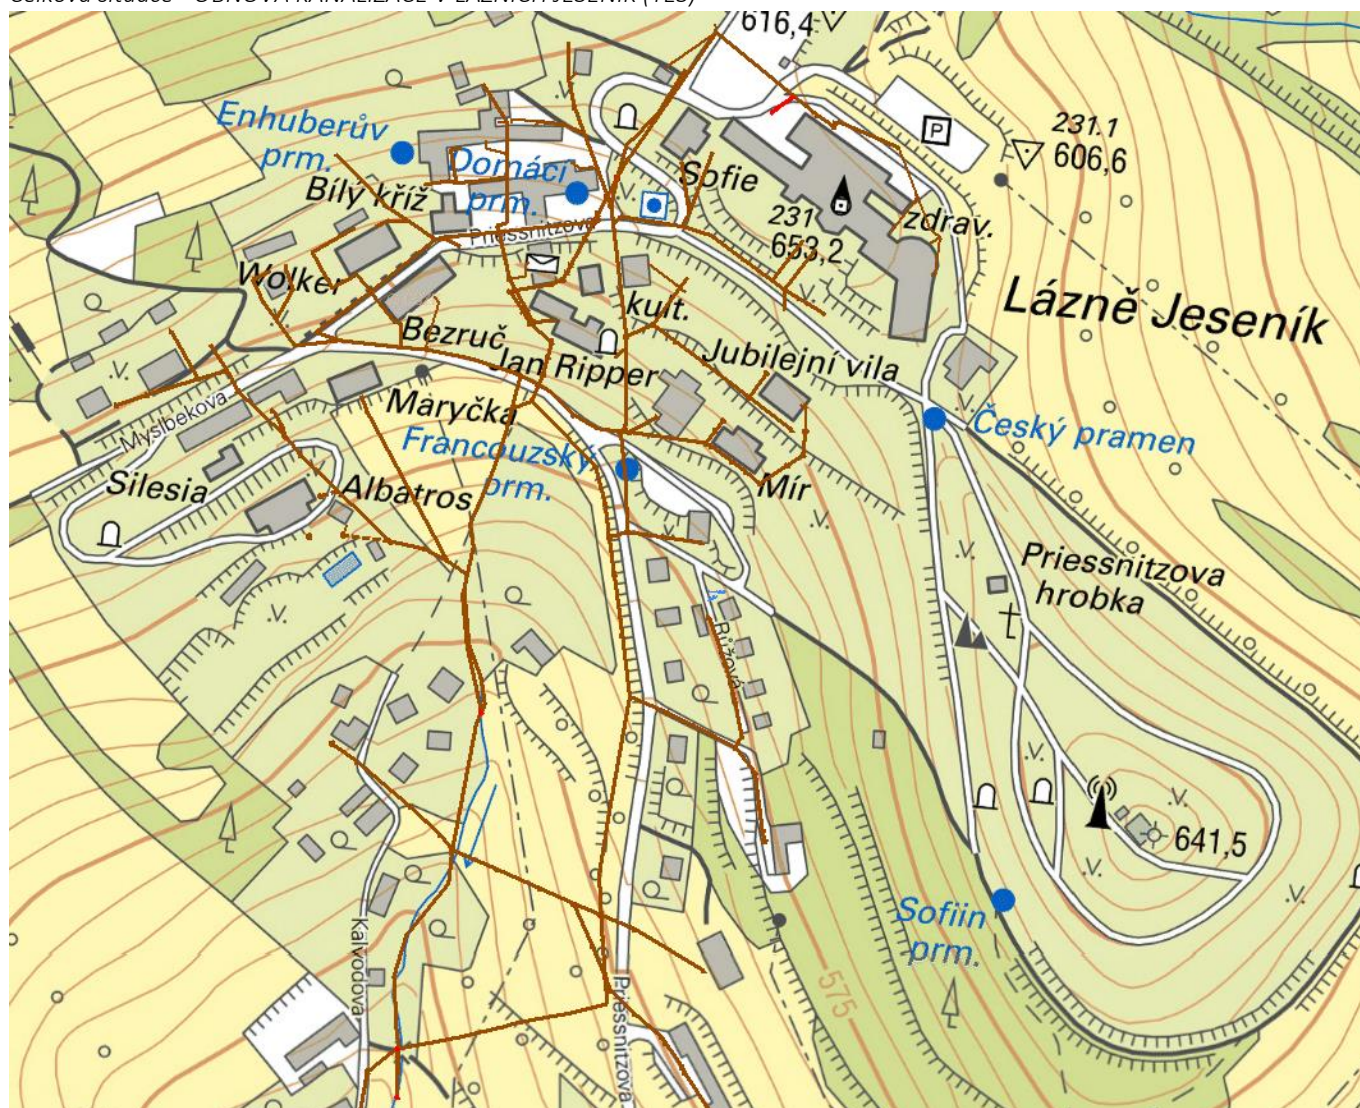 616,4
231.1
606,6
P
Enhuberův
prm.
Domácí
prm.
Sofie
Bílý kříž
231
653,2
zdrav.
Priessnitzova
Wolker
kult.
Lázně Jeseník
Bezruč
Jan Ripper
Jubilejní vila
Maryčka
Myslbekova
Francouzský
prm.
Český pramen
Silesia
Albatros
Mír
Priessnitzova
hrobka
Růžová
641,5
Sofiin
prm.
Kalvodova
575
Priessnitzova